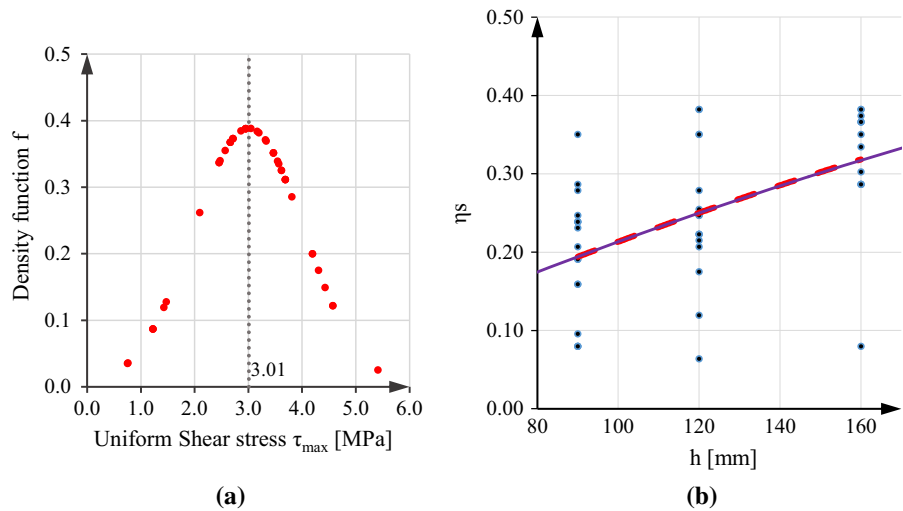 0.5
0.4
0.3
0.2
0.1
0.0
Density function f
3.01
0.0 1.0 2.0 3.0 4.0 5.0 6.0
Uniform Shear stress τmax [MPa]
(a)
0.50
0.40
0.30
0.20
0.10
0.00
ηs
80 100 120 140 160
h [mm]
(b)